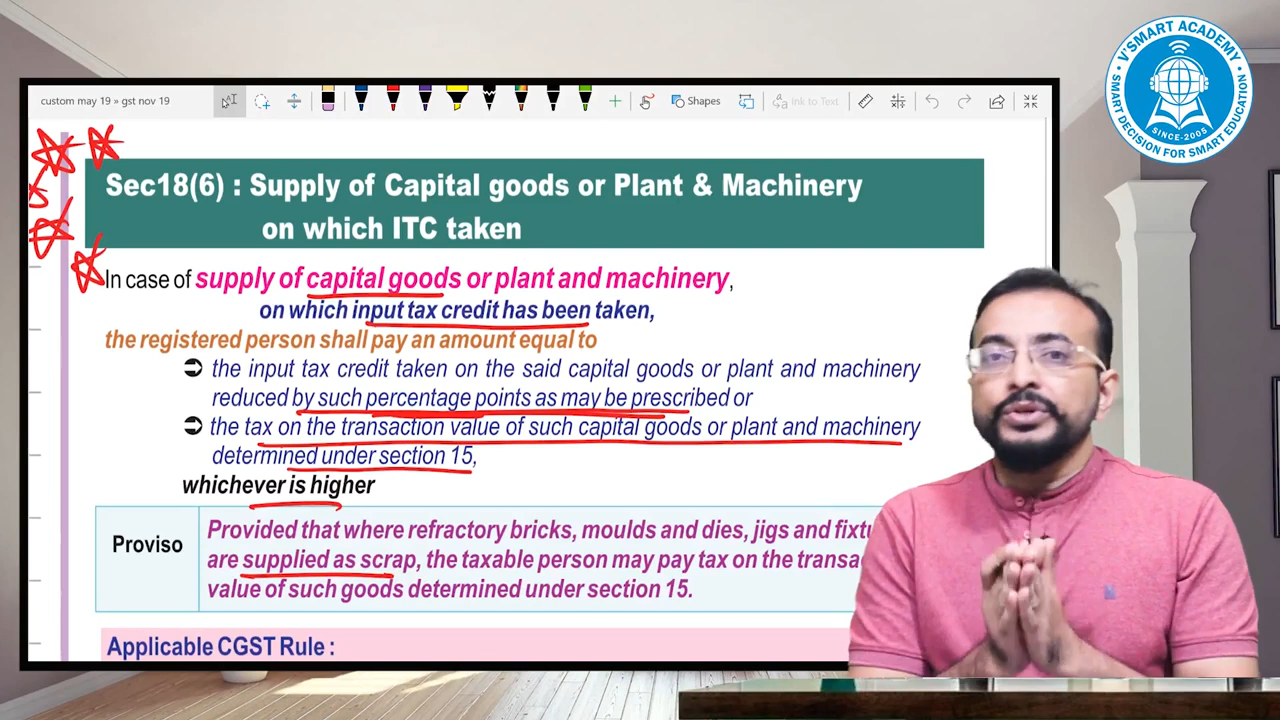 V'SMART ACADEMY
SINCE-2005
SMART DECISION FOR SMART EDUCATION
custom may 19 » gst nov 19
Shapes
Ink to Text
Sec18(6) : Supply of Capital goods or Plant & Machinery
on which ITC taken
In case of supply of capital goods or plant and machinery,
on which input tax credit has been taken,
the registered person shall pay an amount equal to
➲ the input tax credit taken on the said capital goods or plant and machinery
reduced by such percentage points as may be prescribed or
➲ the tax on the transaction value of such capital goods or plant and machinery
determined under section 15,
whichever is higher
Proviso
Provided that where refractory bricks, moulds and dies, jigs and
are supplied as scrap, the taxable person may pay tax on the
value of such goods determined under section 15.
Applicable CGST Rule :